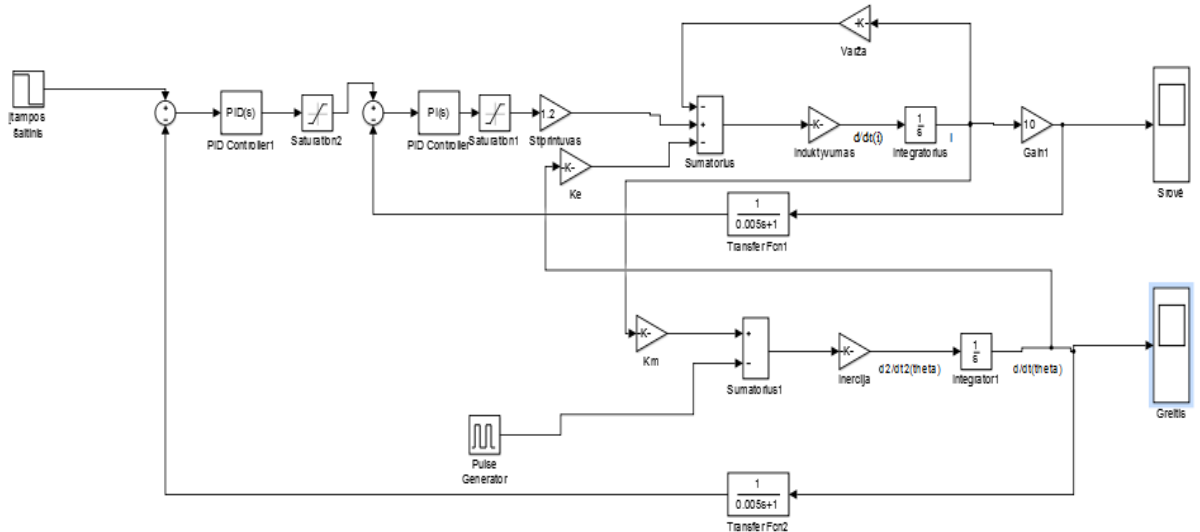 -K-
Varža
Įtampos
šaltinis
PID(s)
PID Controller1
Saturation2
PI(s)
PID Controller
Saturation1
1.2
Stiprintuvas
-K-
Ke
Sumatorius
-K-
Induktyvumas
d/dt(i)
1
s
Integratorius
I
10
Gain1
Srovė
1
0.005s+1
Transfer Fcn1
-K-
Km
Sumatorius1
-K-
Inercija
d2/dt2(theta)
1
s
Integrator1
d/dt(theta)
Greitis
Pulse
Generator
1
0.005s+1
Transfer Fcn2